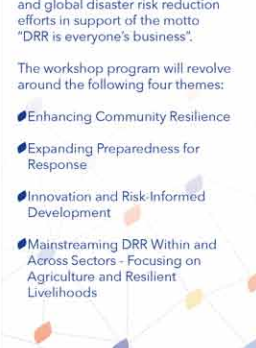 and global disaster risk reduction
efforts in support of the motto
"DRR is everyone's business".
The workshop program will revolve
around the following four themes:
Enhancing Community Resilience
Expanding Preparedness for
Response
Innovation and Risk-Informed
Development
Mainstreaming DRR Within and
Across Sectors - Focusing on
Agriculture and Resilient
Livelihoods